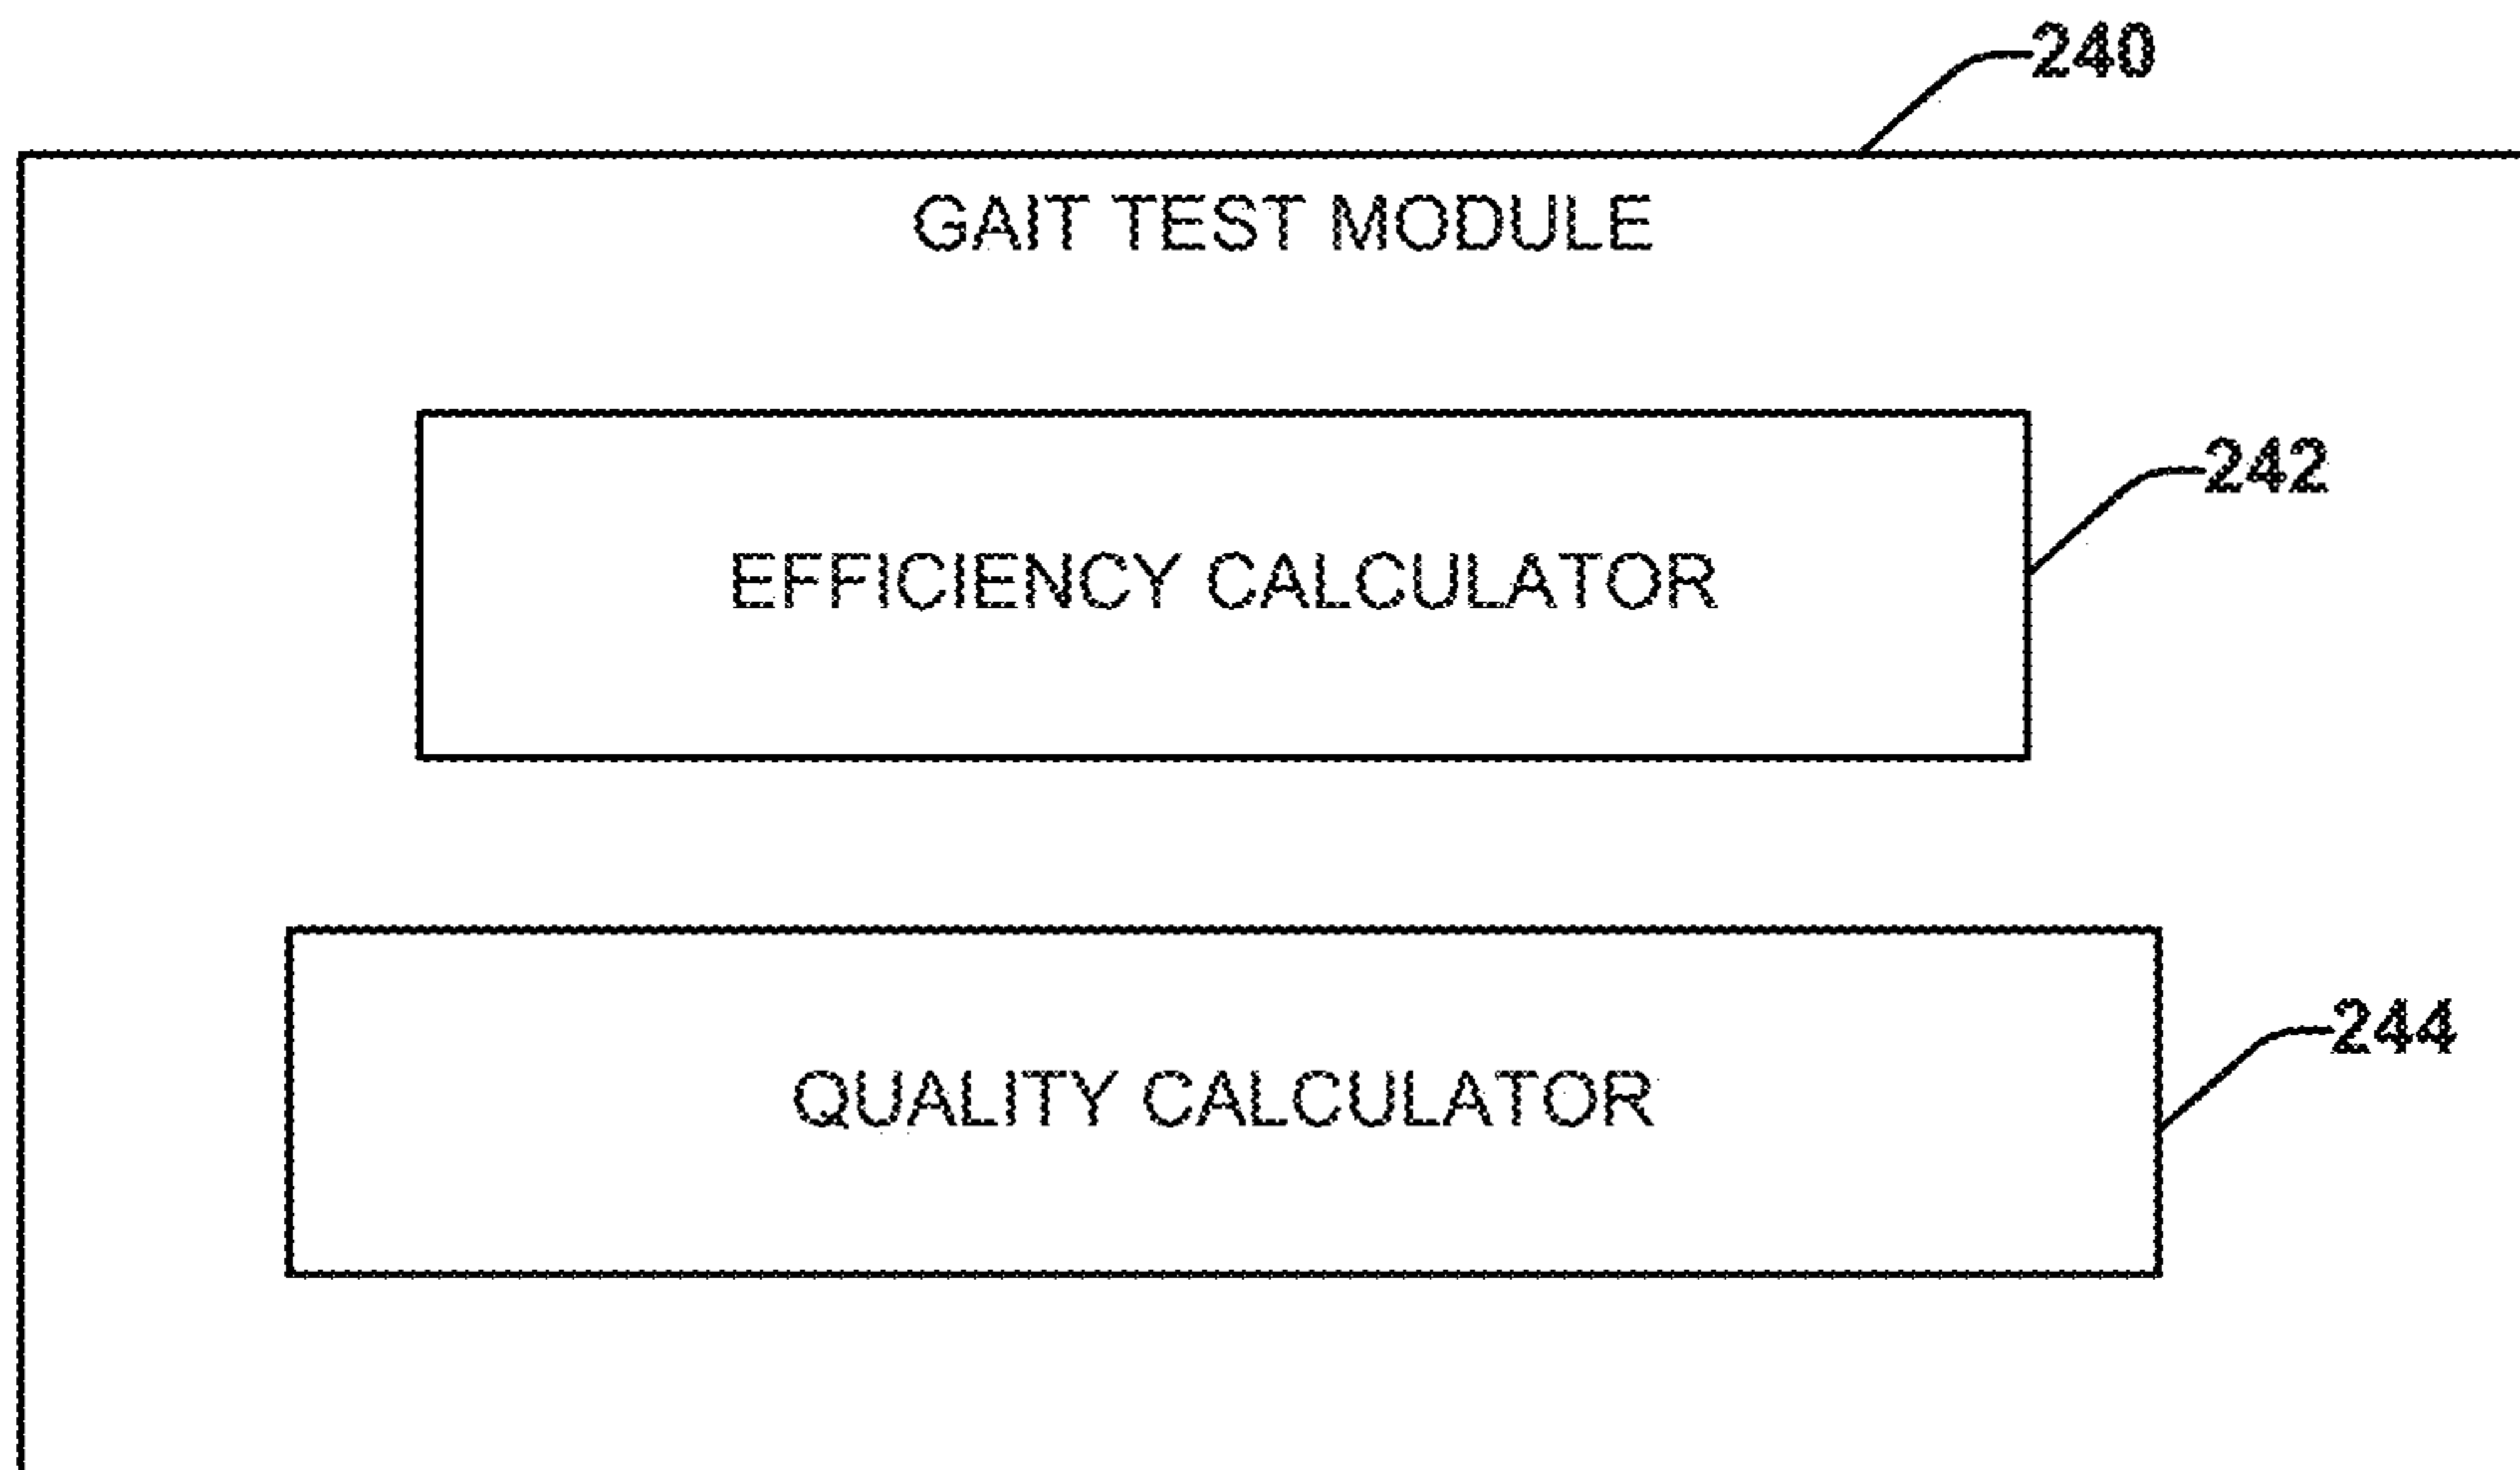 240
GAIT TEST MODULE
242
EFFICIENCY CALCULATOR
244
QUALITY CALCULATOR